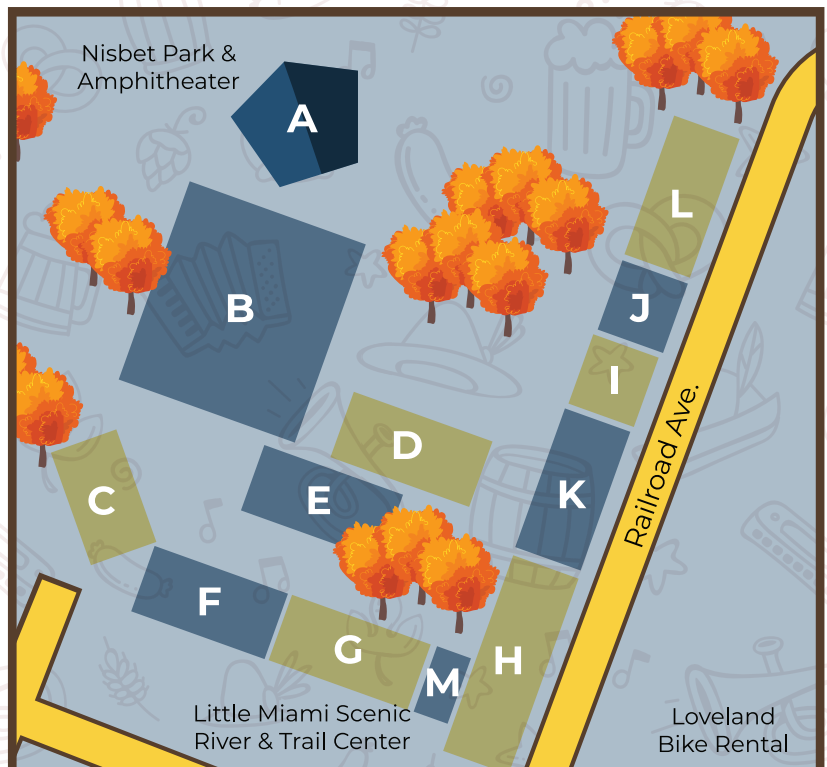 Nisbet Park &
Amphitheater
A
L
B
J
I
D
K
C
E
Railroad Ave.
F
G
H
M
Little Miami Scenic
River & Trail Center
Loveland
Bike Rental